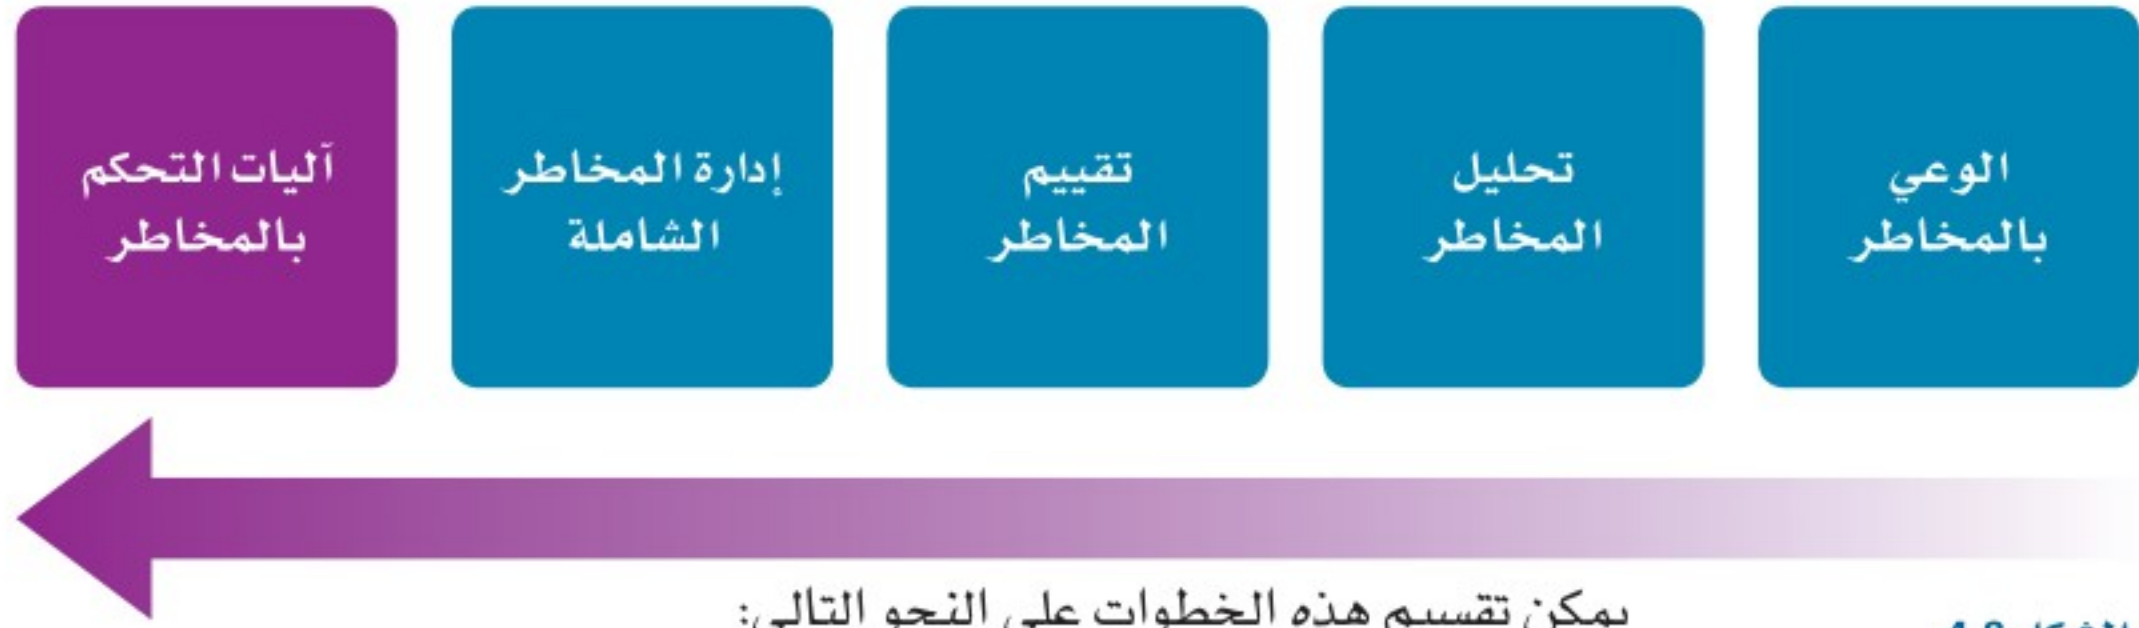 الوعي
بالمخاطر
تحليل
المخاطر
تقييم
المخاطر
إدارة المخاطر
الشاملة
آليات التحكم
بالمخاطر
يمكن تقسيم هذه الخطوات على النحو التالي: